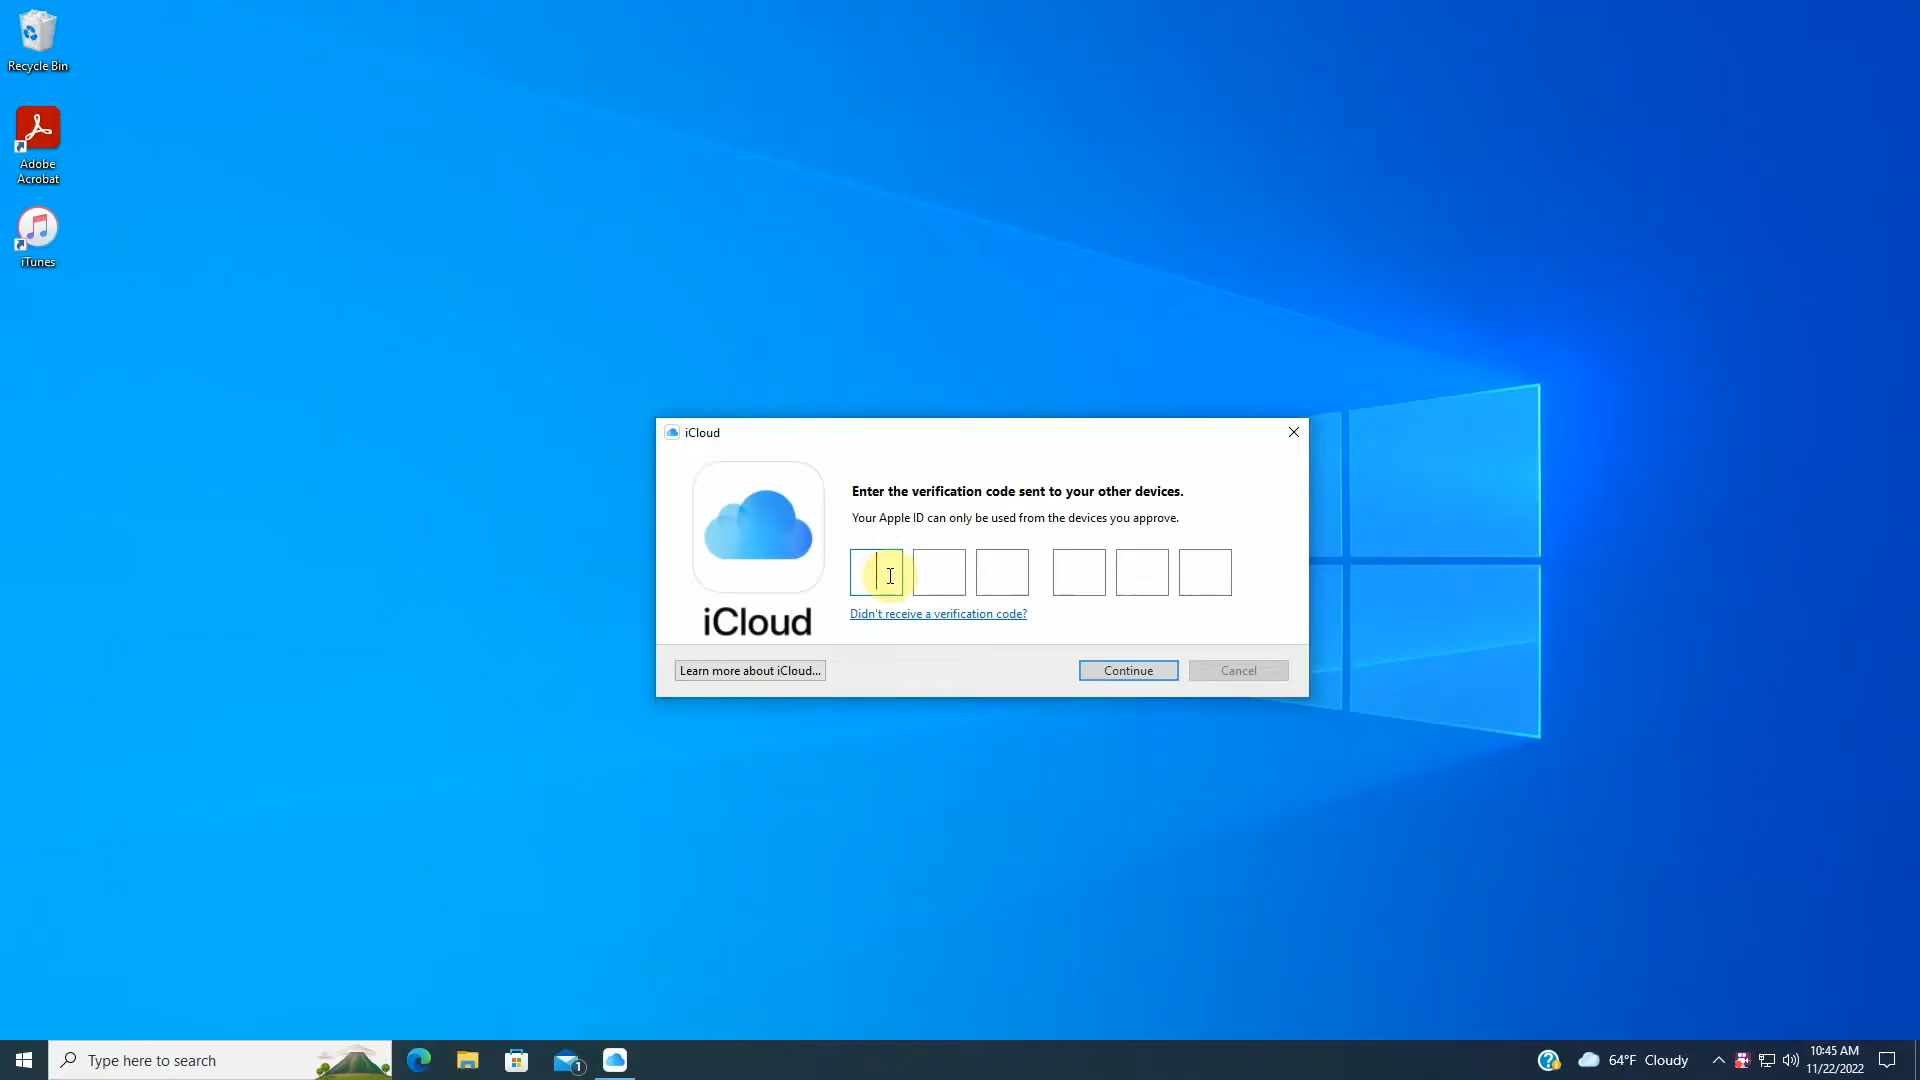 Recycle Bin
Adobe
Acrobat
iTunes
iCloud
Enter the verification code sent to your other devices.
Your Apple ID can only be used from the devices you approve.
iCloud
Didn't receive a verification code?
Learn more about iCloud...
Continue
Cancel
Type here to search
1
64°F Cloudy
10:45 AM
11/22/2022